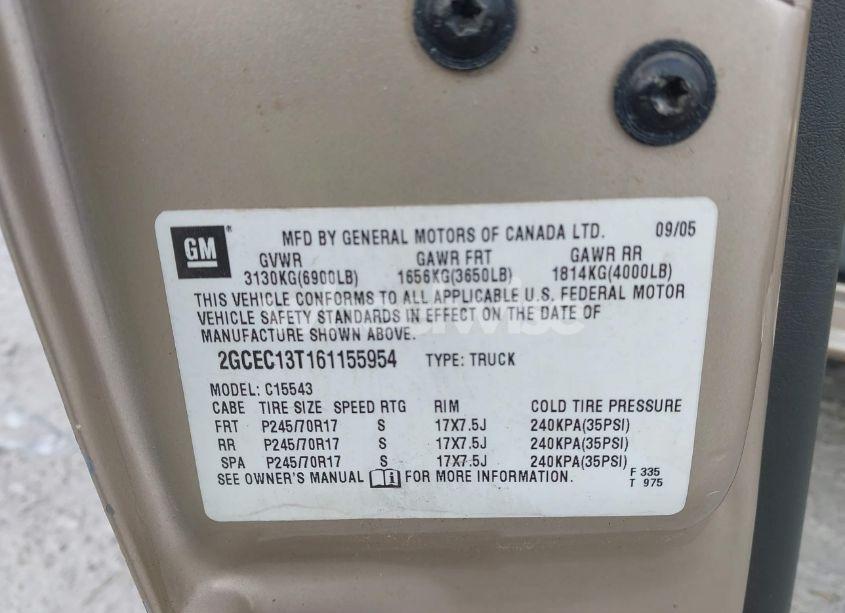 GM
MFD BY GENERAL MOTORS OF CANADA LTD. 09/05
GVWR GAWR FRT GAWR RR
3130KG(6900LB) 1656KG(3650LB) 1814KG(4000LB)
THIS VEHICLE CONFORMS TO ALL APPLICABLE U.S. FEDERAL MOTOR
VEHICLE SAFETY STANDARDS IN EFFECT ON THE DATE OF
MANUFACTURE SHOWN ABOVE.
2GCEC13T161155954 TYPE: TRUCK
MODEL: C15543
CABE TIRE SIZE SPEED RTG RIM COLD TIRE PRESSURE
FRT P245/70R17 S 17X7.5J 240KPA(35PSI)
RR P245/70R17 S 17X7.5J 240KPA(35PSI)
SPA P245/70R17 S 17X7.5J 240KPA(35PSI)
SEE OWNER'S MANUAL FOR MORE INFORMATION.
F 335
T 975